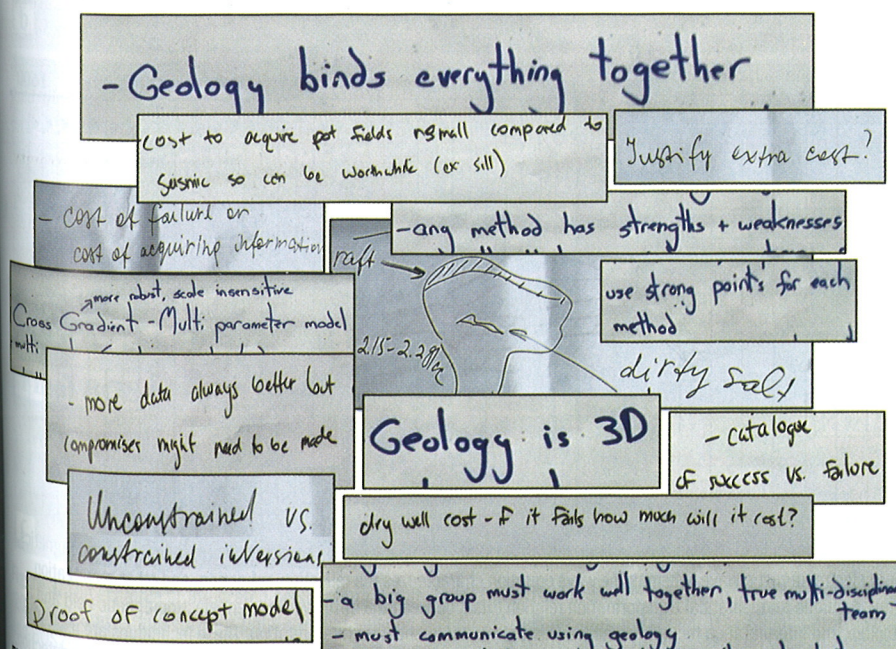 - Geology binds everything together
cost to acquire pot fields is small compared to
seismic so can be worthwhile (ex sill)
Justify extra cost?
- cost of failure or
cost of acquiring information
- any method has strengths + weaknesses
raft
more robust, scale insensitive
Cross Gradient - Multi parameter model
multi
use strong points for each
method
2.15-2.2g/cc
dirty salt
- more data always better but
compromises might need to be made
Geology is 3D
- catalogue
of success vs. failure
Unconstrained vs.
constrained inversions
dry well cost - if it fails how much will it cost?
proof of concept model
- a big group must work well together, true multi-disciplinary
team
- must communicate using geology